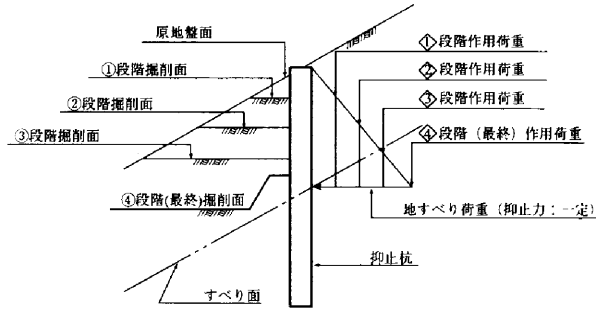 原地盤面
①段階掘削面
②段階掘削面
③段階掘削面
④段階(最終)掘削面
すべり面
①段階作用荷重
②段階作用荷重
③段階作用荷重
④段階（最終）作用荷重
地すべり荷重（抑止力：一定）
抑止杭